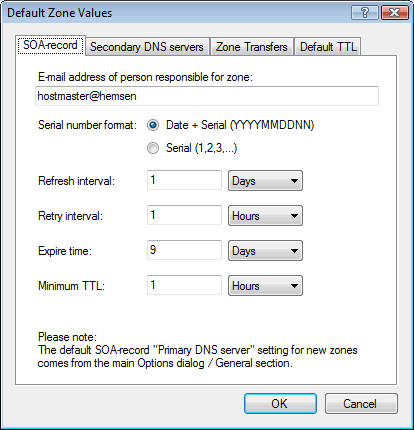 Default Zone Values
SOA-record Secondary DNS servers Zone Transfers Default TTL
E-mail address of person responsible for zone:
hostmaster@hemsen
Serial number format: Date + Serial (YYYYMMDDNN)
Serial (1,2,3,...)
Refresh interval: 1 Days
Retry interval: 1 Hours
Expire time: 9 Days
Minimum TTL: 1 Hours
Please note:
The default SOA-record "Primary DNS server" setting for new zones
comes from the main Options dialog / General section.
OK Cancel